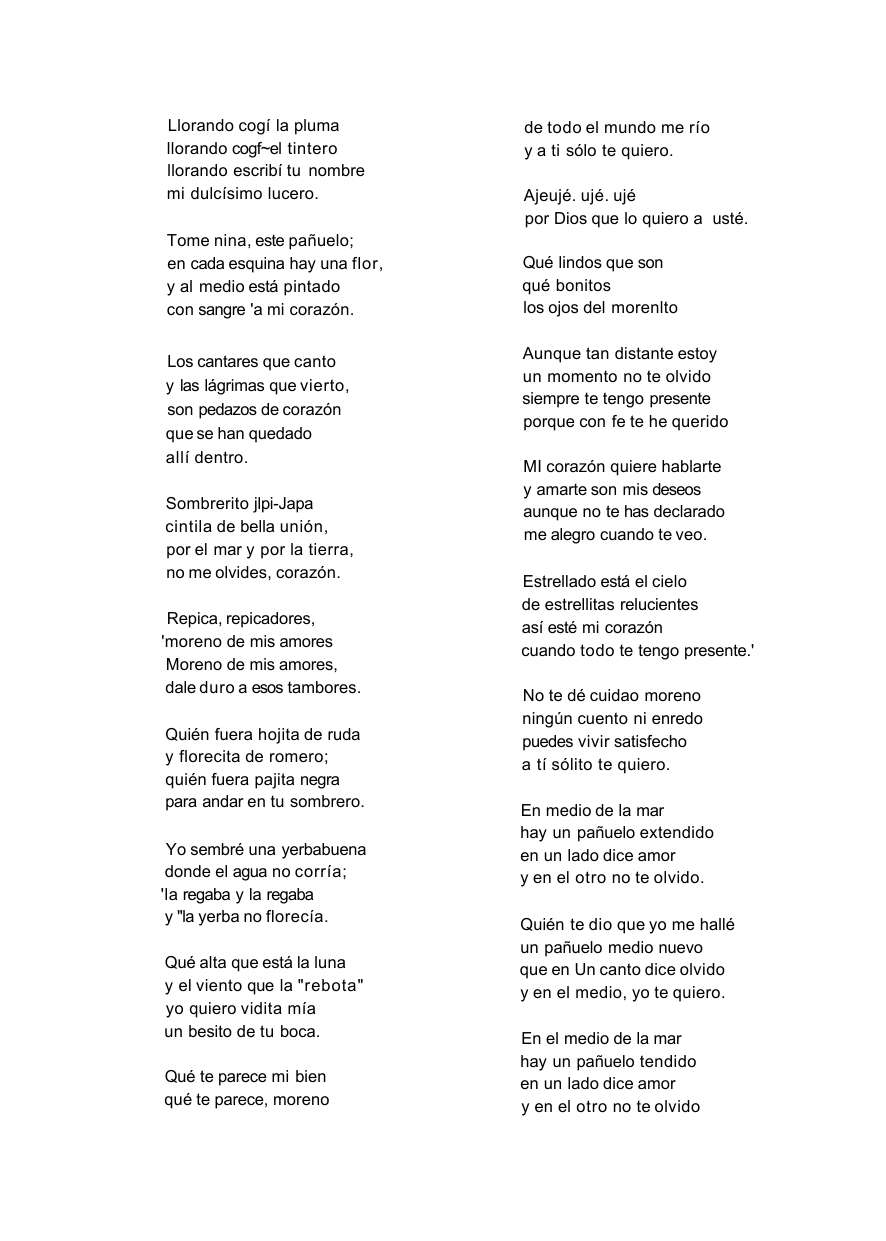 Llorando cogí la pluma
llorando cogf~el tintero
llorando escribí tu nombre
mi dulcísimo lucero.

Tome nina, este pañuelo;
en cada esquina hay una flor,
y al medio está pintado
con sangre 'a mi corazón.

Los cantares que canto
y las lágrimas que vierto,
son pedazos de corazón
que se han quedado
allí dentro.

Sombrerito jlpi-Japa
cintila de bella unión,
por el mar y por la tierra,
no me olvides, corazón.

Repica, repicadores,
'moreno de mis amores
Moreno de mis amores,
dale duro a esos tambores.

Quién fuera hojita de ruda
y florecita de romero;
quién fuera pajita negra
para andar en tu sombrero.

Yo sembré una yerbabuena
donde el agua no corría;
'la regaba y la regaba
y "la yerba no florecía.

Qué alta que está la luna
y el viento que la "rebota"
yo quiero vidita mía
un besito de tu boca.

Qué te parece mi bien
qué te parece, moreno
de todo el mundo me río
y a ti sólo te quiero.

Ajeujé. ujé. ujé
por Dios que lo quiero a usté.

Qué lindos que son
qué bonitos
los ojos del morenlto

Aunque tan distante estoy
un momento no te olvido
siempre te tengo presente
porque con fe te he querido

MI corazón quiere hablarte
y amarte son mis deseos
aunque no te has declarado
me alegro cuando te veo.

Estrellado está el cielo
de estrellitas relucientes
así esté mi corazón
cuando todo te tengo presente.'

No te dé cuidao moreno
ningún cuento ni enredo
puedes vivir satisfecho
a tí sólito te quiero.

En medio de la mar
hay un pañuelo extendido
en un lado dice amor
y en el otro no te olvido.

Quién te dio que yo me hallé
un pañuelo medio nuevo
que en Un canto dice olvido
y en el medio, yo te quiero.

En el medio de la mar
hay un pañuelo tendido
en un lado dice amor
y en el otro no te olvido